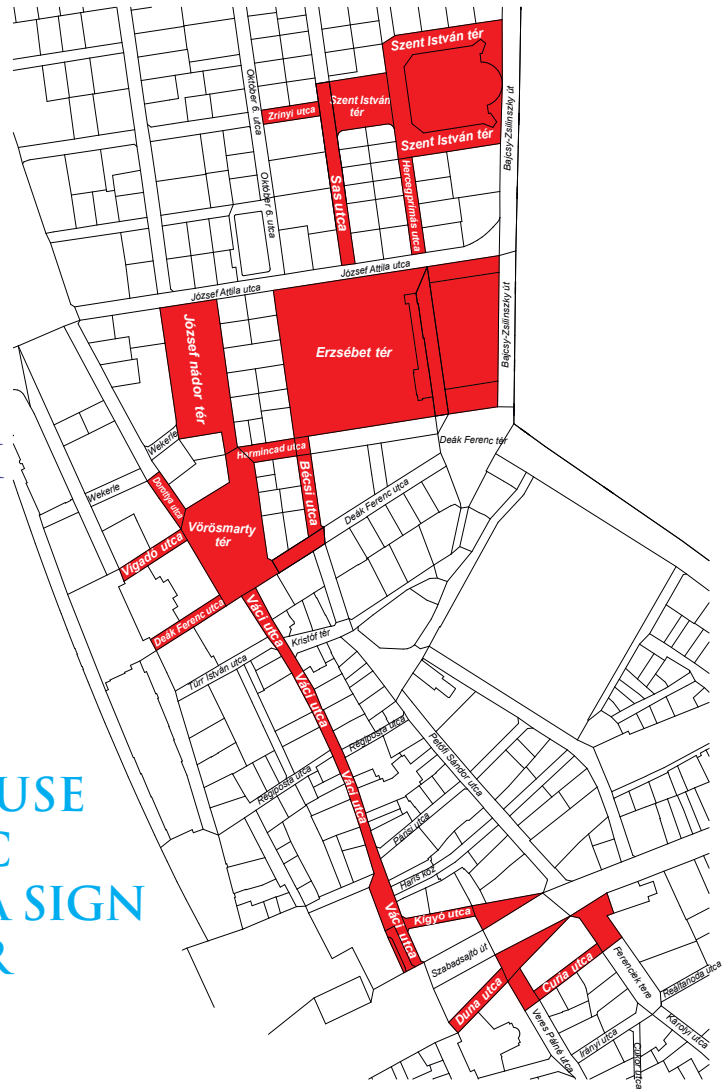 Szent István tér
Október 6. utca
Zrínyi utca
Szent István
tér
Szent István tér
Bajcsy-Zsilinszky út
Október 6. utca
Sas utca
Hercegprímás utca
József Attila utca
József Attila utca
Bajcsy-Zsilinszky út
József nádor tér
Erzsébet tér
Wekerle
Harmincad utca
Deák Ferenc tér
Wekerle
Dorottya utca
Bécsi utca
Deák Ferenc utca
Vörösmarty
tér
Vigadó utca
Deák Ferenc utca
Váci utca
Kristóf tér
Türr István utca
Váci utca
Régiposta utca
Petőfi Sándor utca
Régiposta utca
Váci utca
Párisi utca
USE
C
A SIGN
R
Haris köz
Váci utca
Kígyó utca
Szabadsajtó út
Curia utca
Ferenciek tere
Duna utca
Reáltanoda utca
Veres Pálné utca
Irányi utca
Károlyi utca
Cukor utca